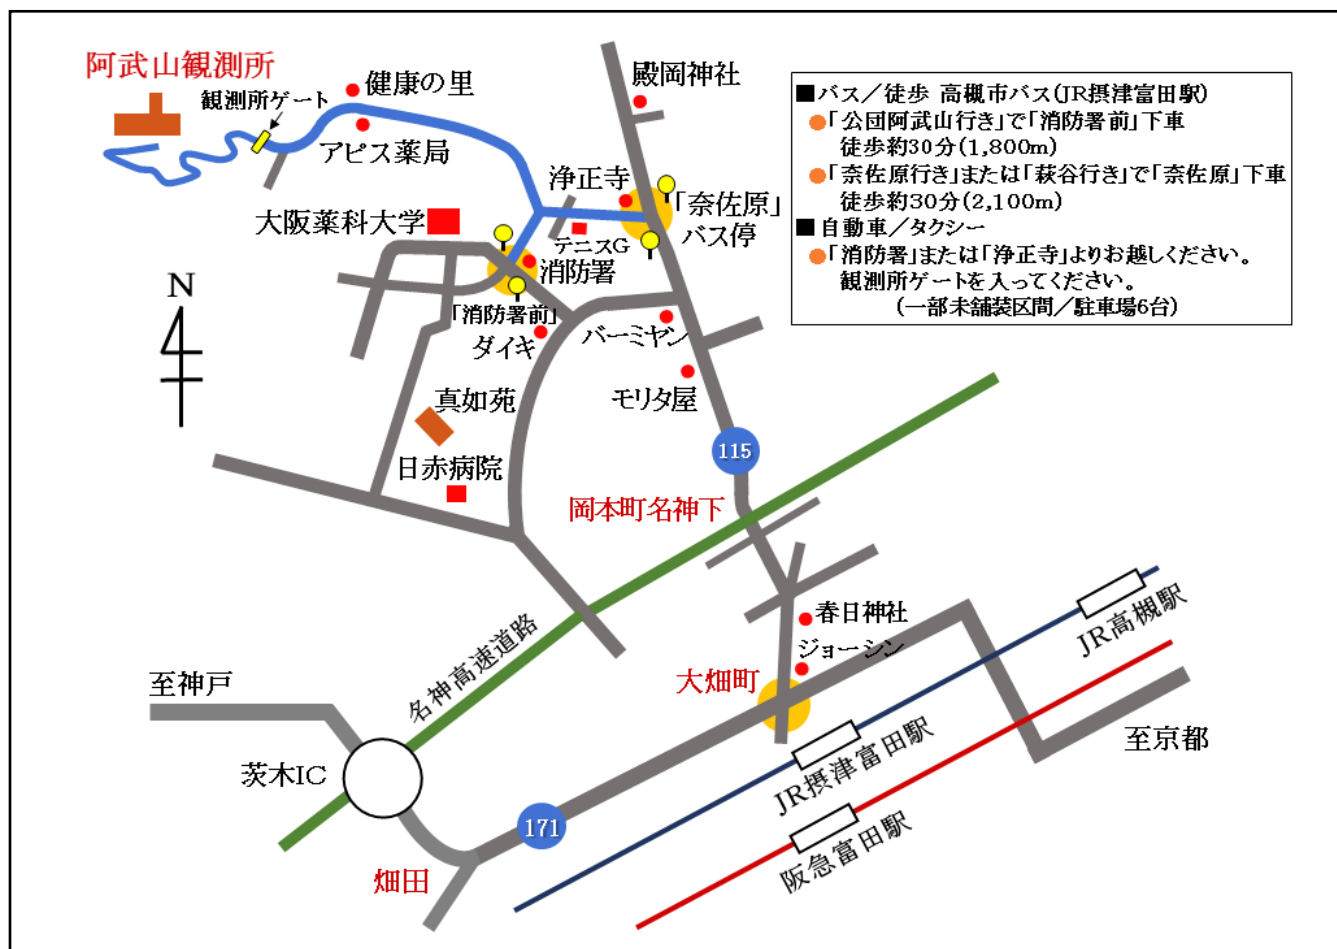 阿武山観測所
観測所ゲート
健康の里
アピス薬局
殿岡神社
浄正寺
「奈佐原」
バス停
大阪薬科大学
テニスG
消防署
「消防署前」
ダイキ
バーミヤン
モリタ屋
N
真如苑
日赤病院
115
岡本町名神下
■バス／徒歩 高槻市バス(JR摂津富田駅)
●「公団阿武山行き」で「消防署前」下車
徒歩約30分(1,800m)
●「奈佐原行き」または「萩谷行き」で「奈佐原」下車
徒歩約30分(2,100m)
■自動車／タクシー
●「消防署」または「浄正寺」よりお越しください。
観測所ゲートを入ってください。
(一部未舗装区間／駐車場6台)
春日神社
ジョーシン
大畑町
JR高槻駅
名神高速道路
至神戸
茨木IC
至京都
JR摂津富田駅
171
阪急富田駅
畑田